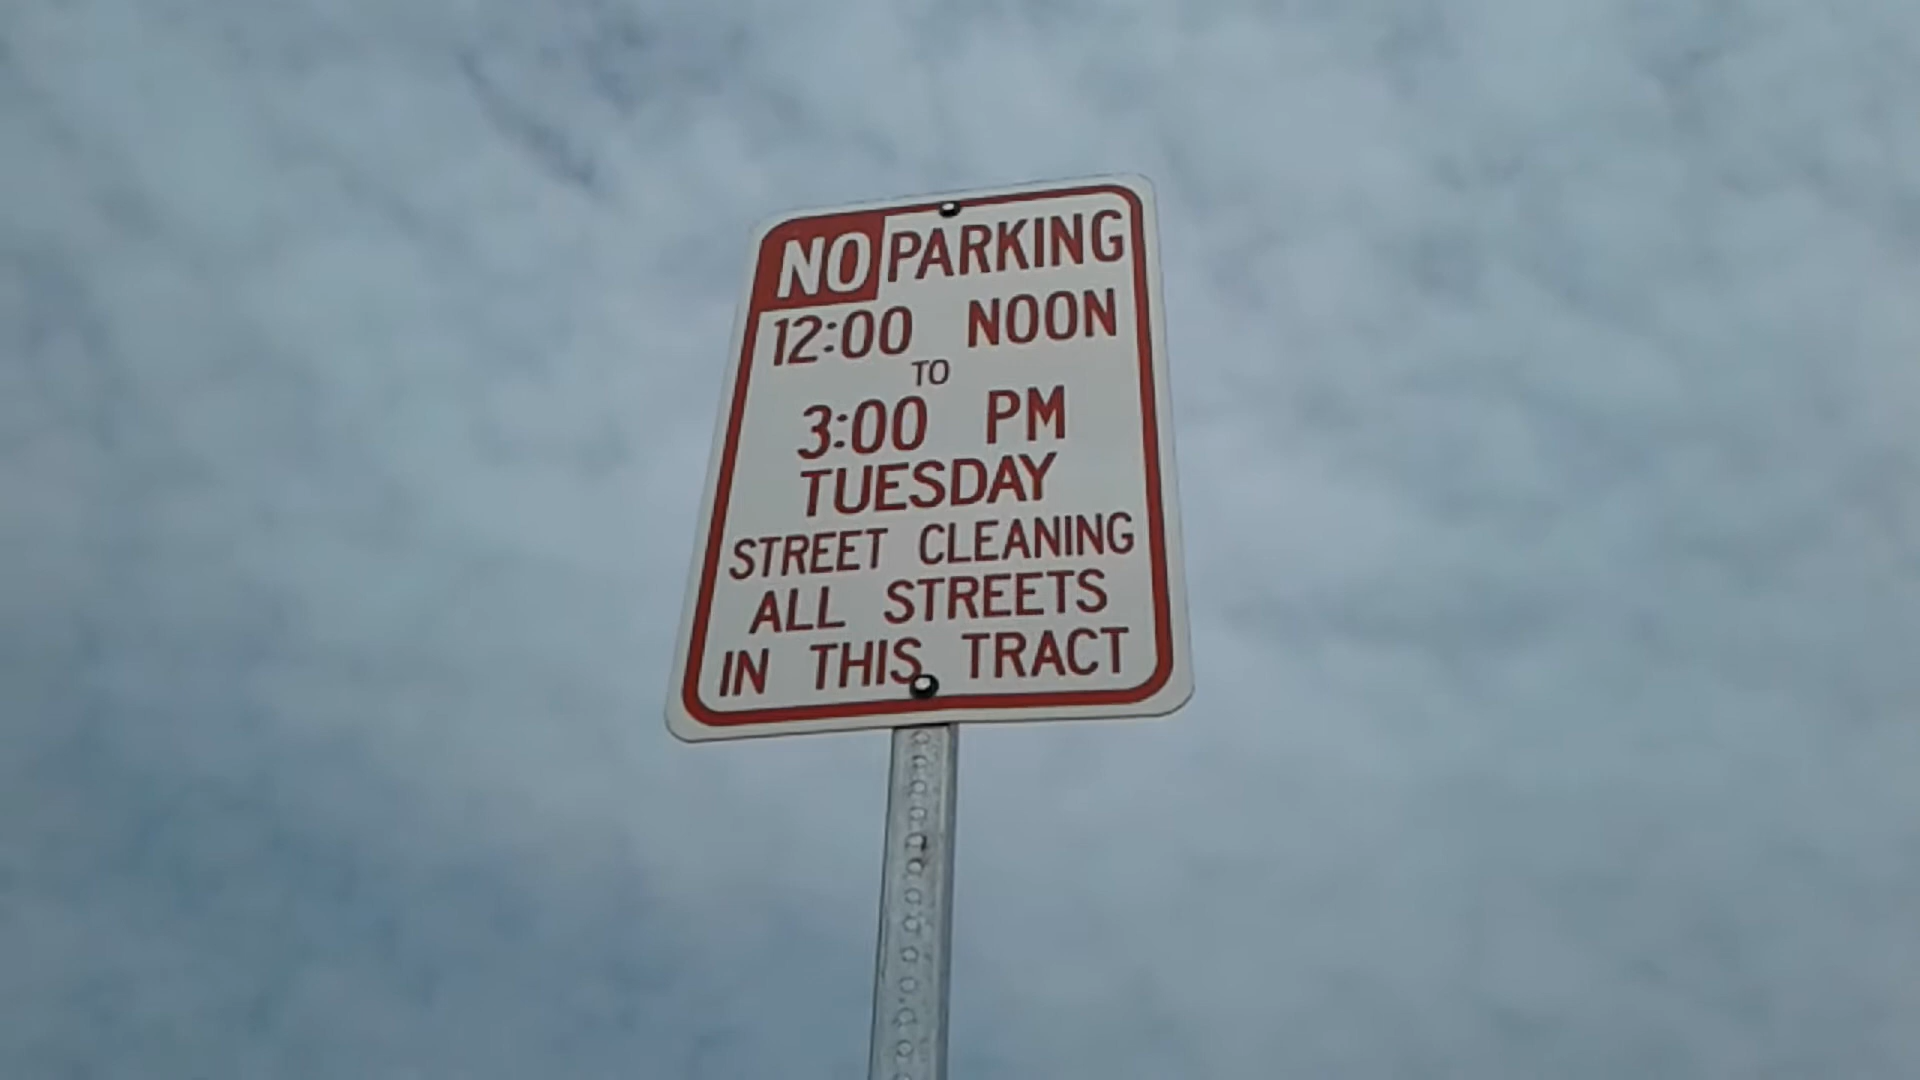 NO PARKING
12:00 NOON
TO
3:00 PM
TUESDAY
STREET CLEANING
ALL STREETS
IN THIS TRACT